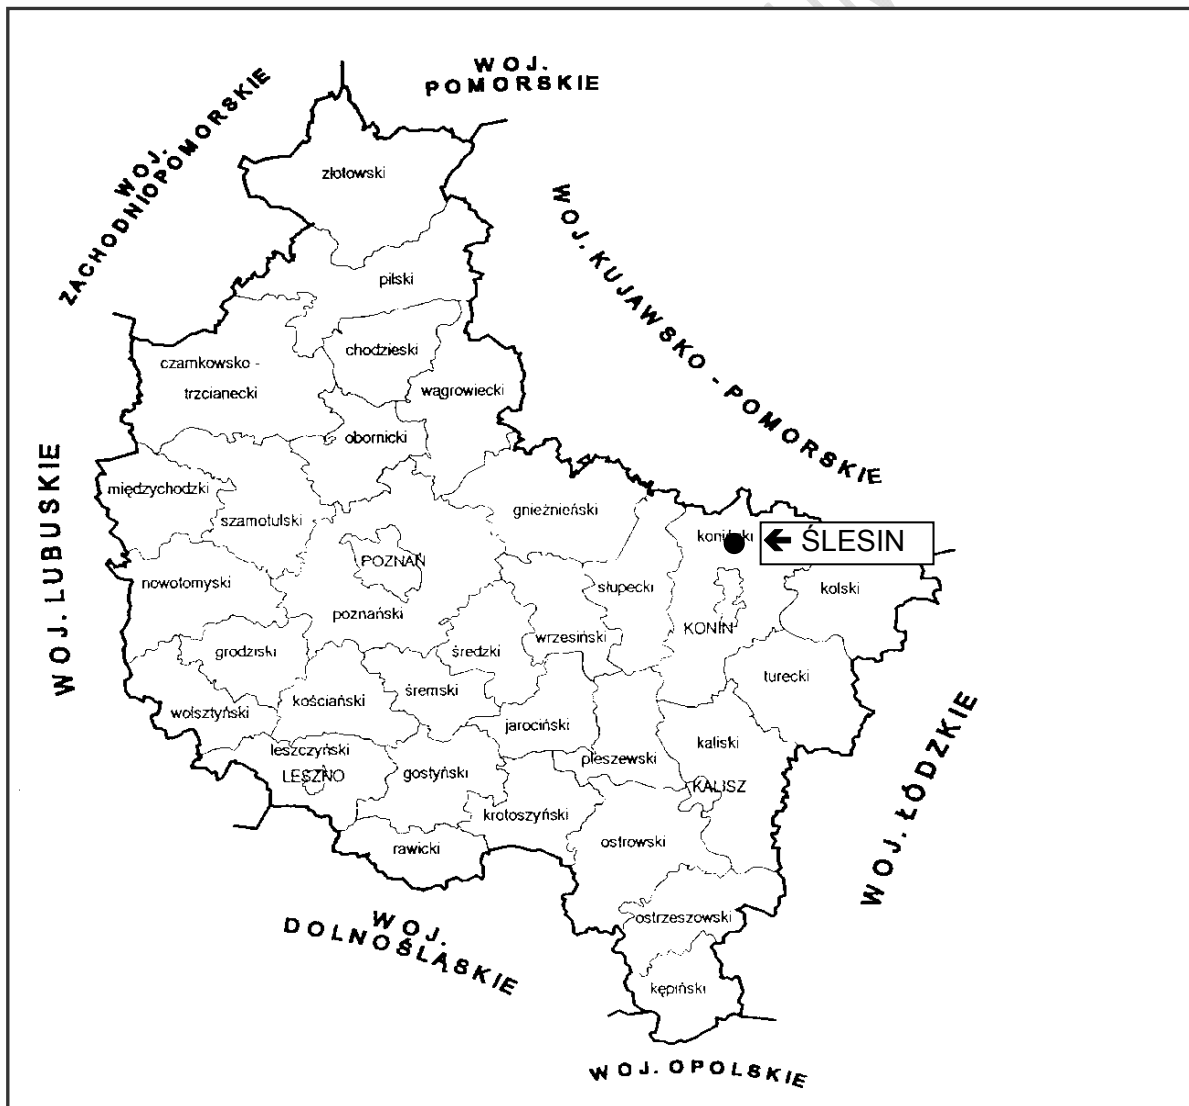 WOJ.
POMORSKIE
WOJ.
ZACHODNIOPOMORSKIE
złotowski
WOJ. KUJAWSKO - POMORSKIE
pilski
chodzieski
czarnkowsko -
trzcianecki
wągrowiecki
obornicki
WOJ. LUBUSKIE
międzychodzki
szamotulski
gnieźnieński
koniński
ŚLESIN
POZNAŃ
nowotomyski
słupecki
kolski
poznański
KONIN
wrzesiński
grodziski
średzki
turecki
kościański
śremski
wolsztyński
jarociński
kaliski
leszczyński
LESZNO
gostyński
pleszewski
KALISZ
krotoszyński
rawicki
ostrowski
WOJ. ŁÓDZKIE
WOJ.
DOLNOŚLĄSKIE
ostrzeszowski
kępiński
WOJ. OPOLSKIE